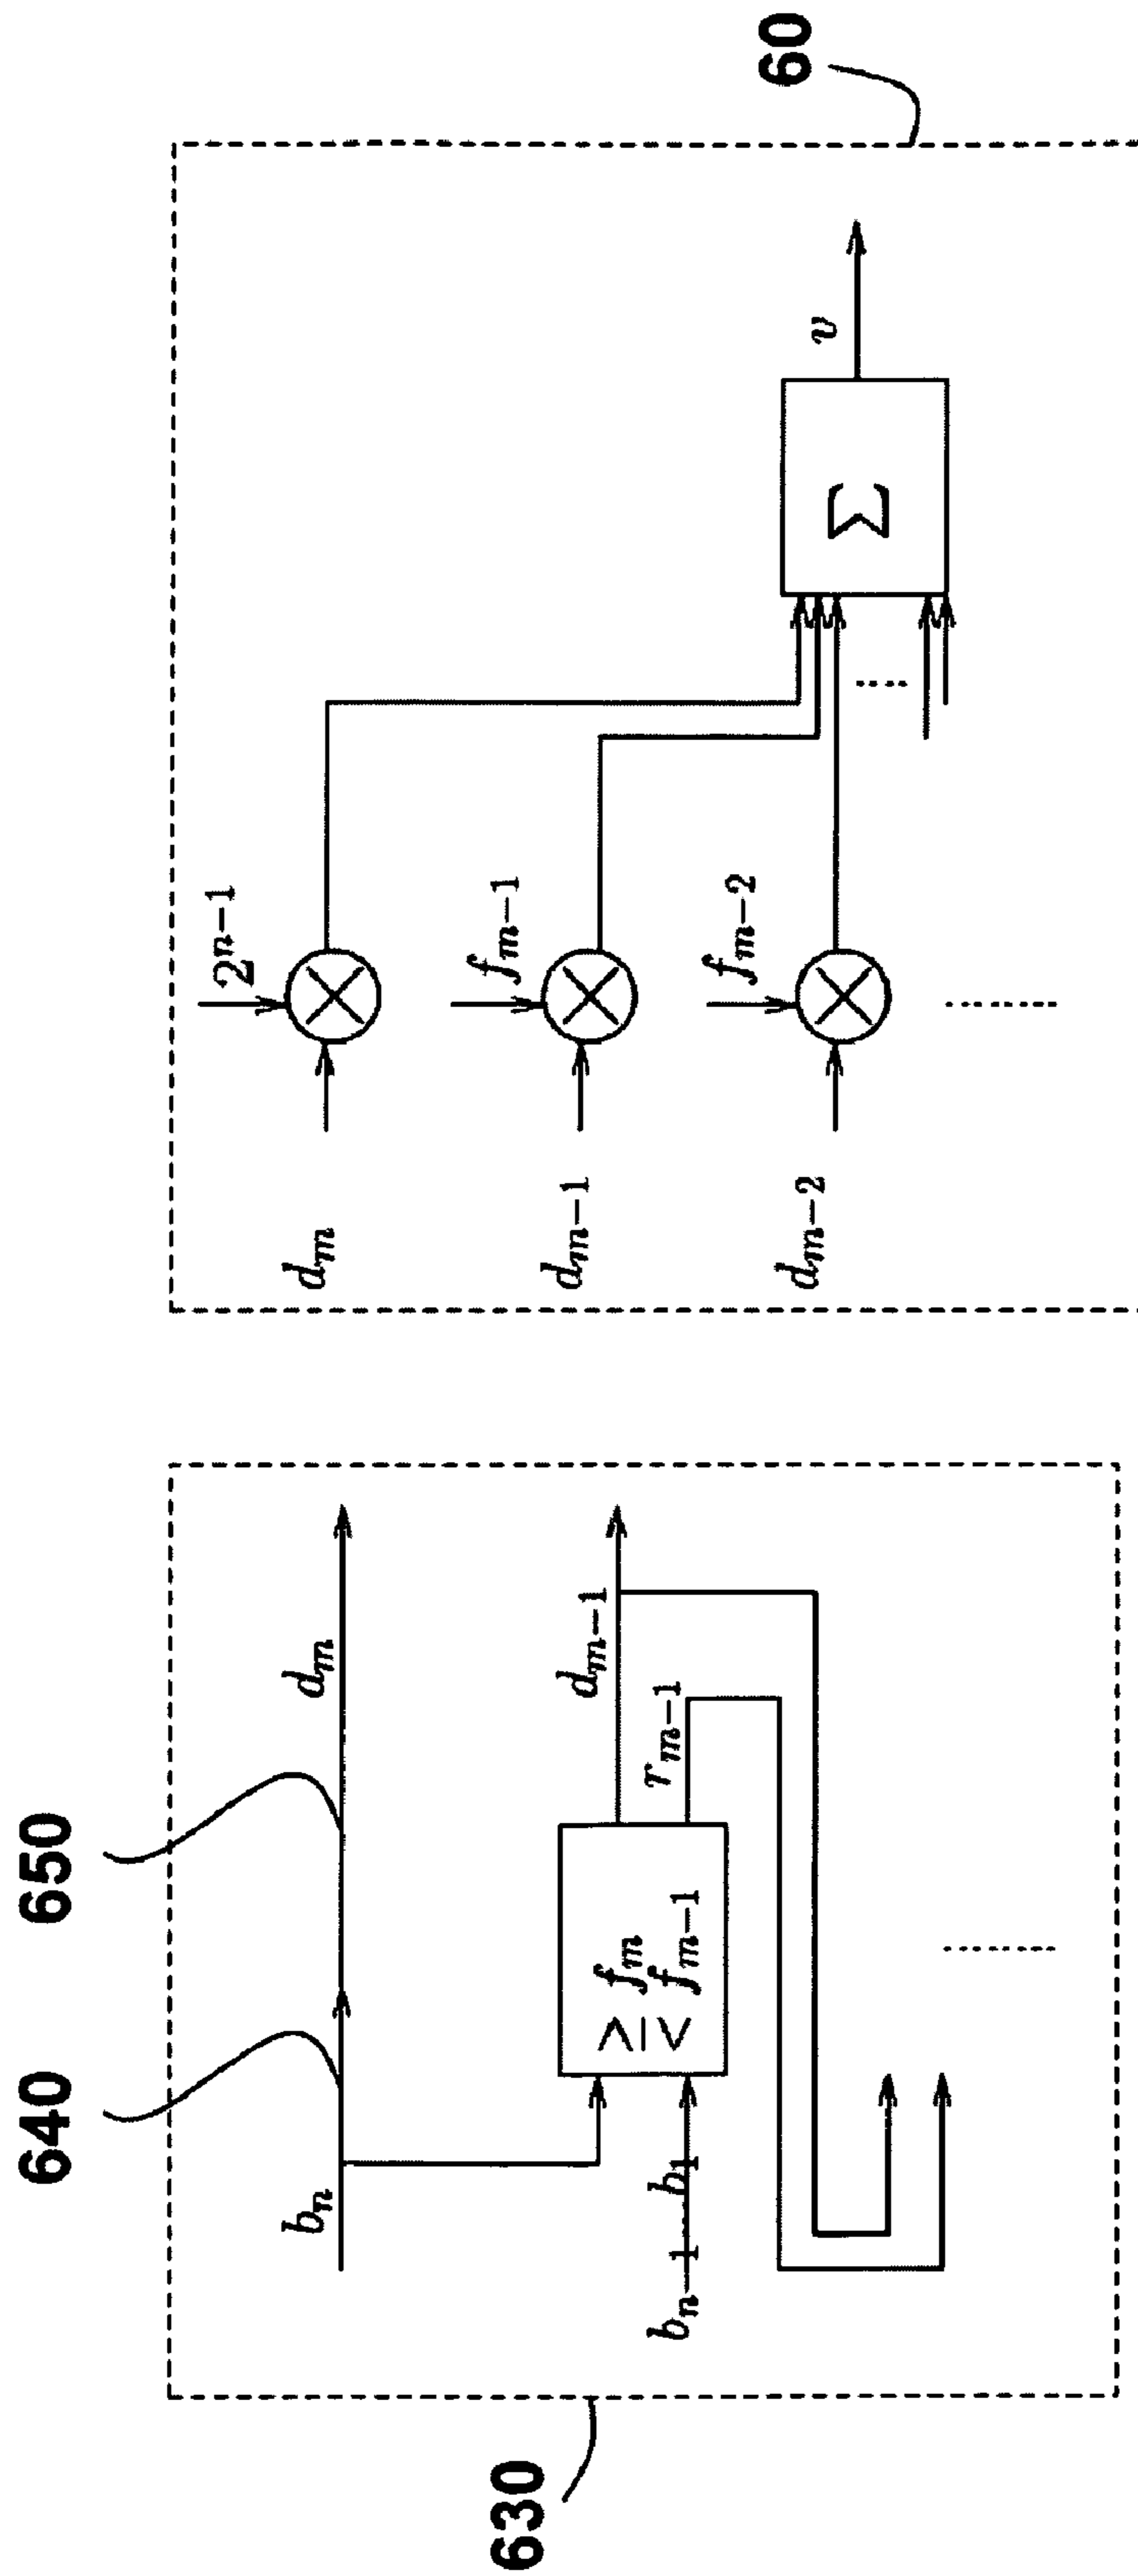 640
650
b_n
d_m
b_{n-1} b_1
≥ f_m
< f_{m-1}
d_{m-1}
r_{m-1}
630
d_m
2^{n-1}
d_{m-1}
f_{m-1}
d_{m-2}
f_{m-2}
Σ
v
60